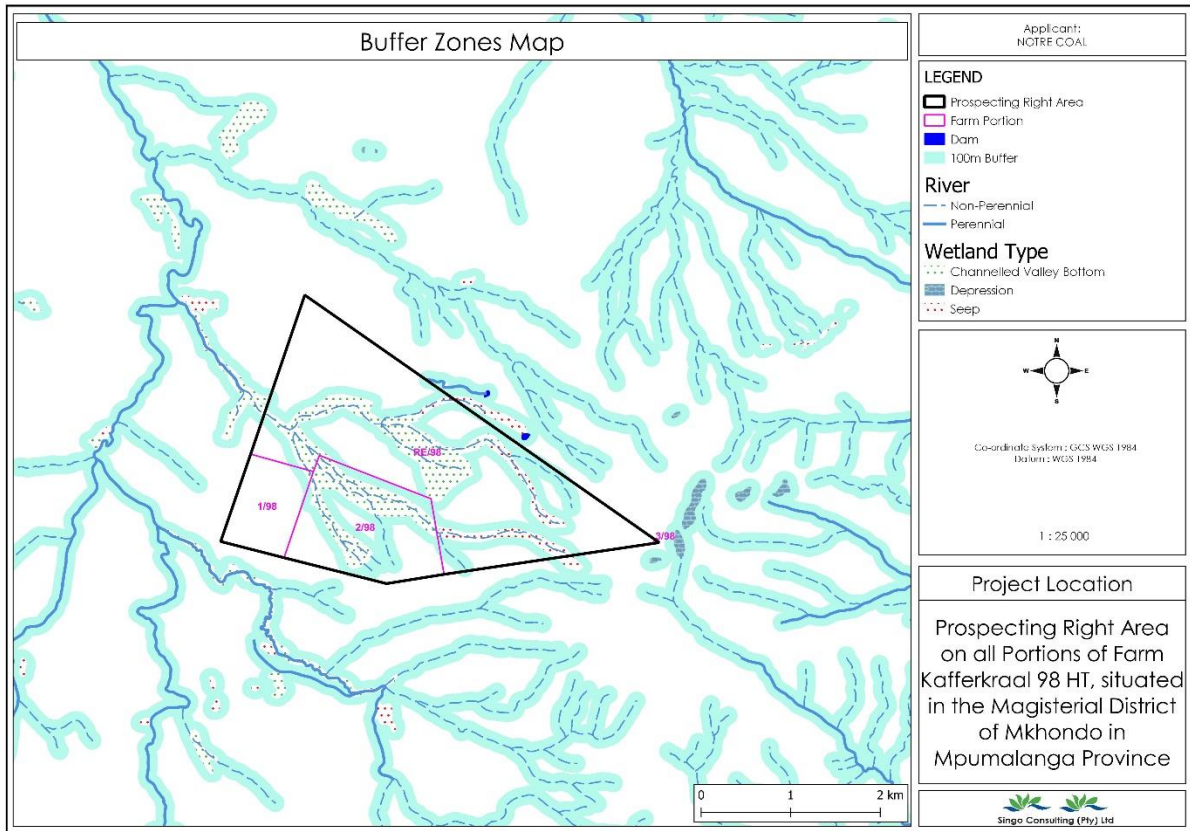 Buffer Zones Map
RE/98
1/98
2/98
3/98
0 1 2 km
Applicant:
NOTRE COAL
LEGEND
Prospecting Right Area
Farm Portion
Dam
100m Buffer
River
Non-Perennial
Perennial
Wetland Type
Channelled Valley Bottom
Depression
Seep
N
W E
S
Co-ordinate System : GCS WGS 1984
Datum : WGS 1984
1 : 25 000
Project Location
Prospecting Right Area
on all Portions of Farm
Kafferkraal 98 HT, situated
in the Magisterial District
of Mkhondo in
Mpumalanga Province
Singo Consulting (Pty) Ltd